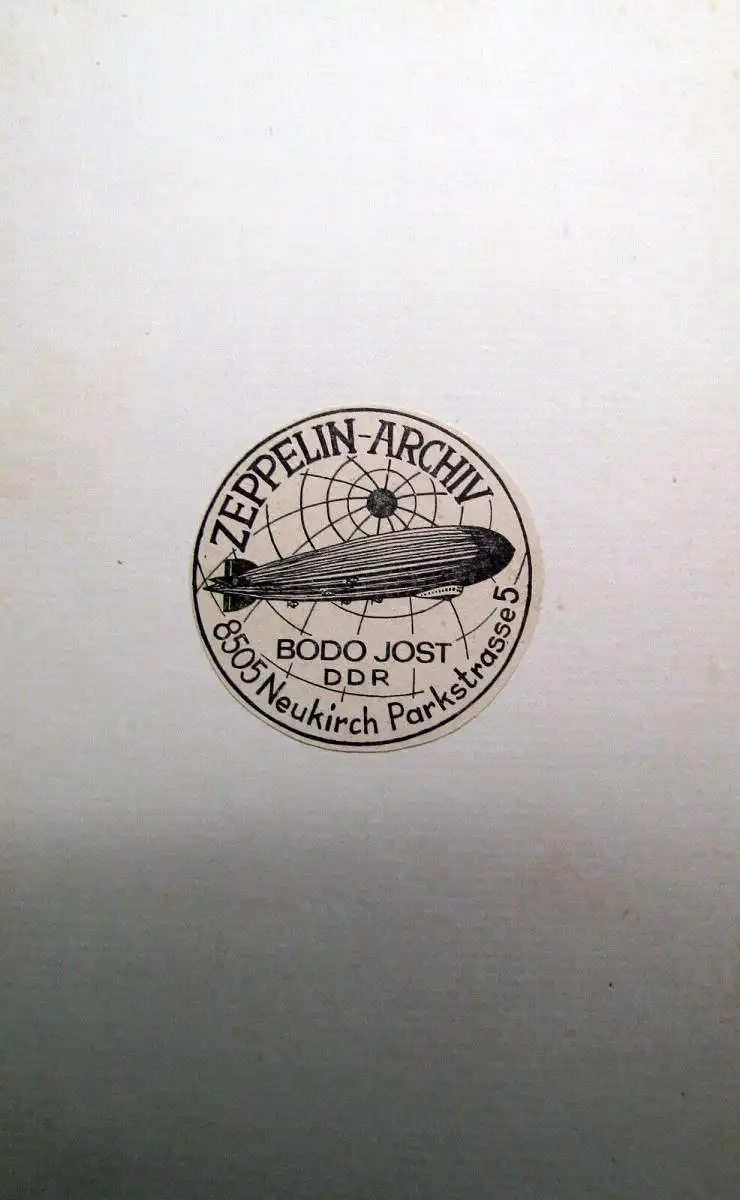 ZEPPELIN-ARCHIV
BODO JOST
DDR
8505 Neukirch Parkstrasse 5